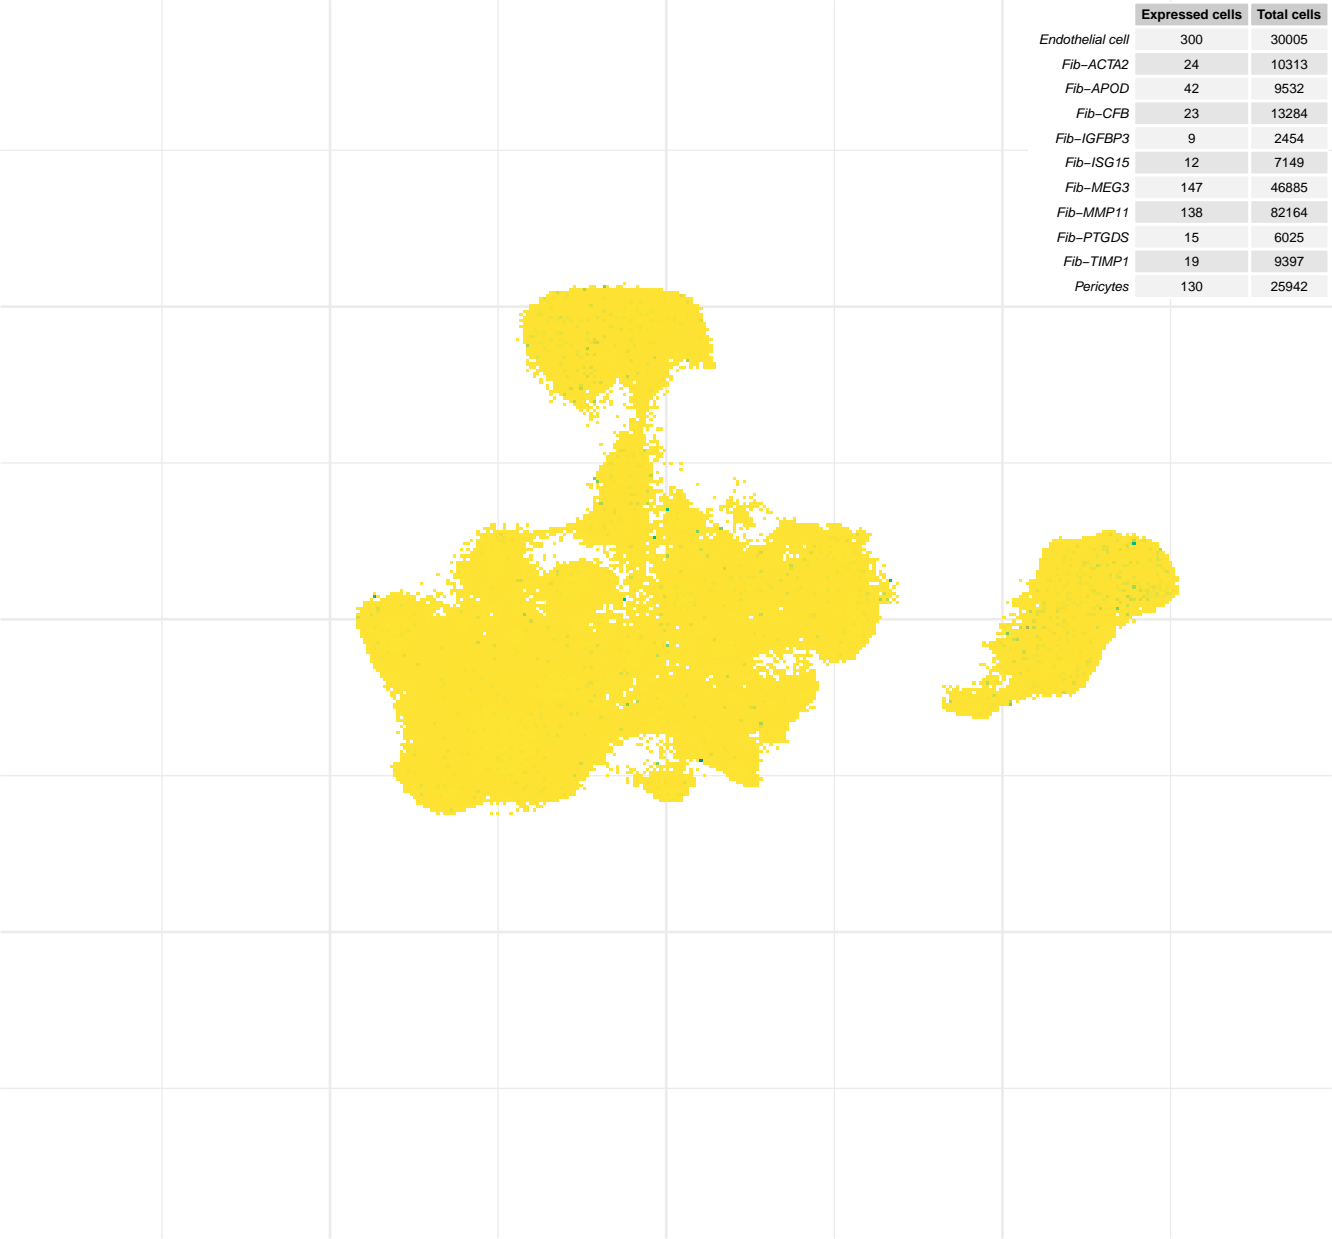 Expressed cells Total cells
Endothelial cell 300 30005
Fib−ACTA2 24 10313
Fib−APOD 42 9532
Fib−CFB 23 13284
Fib−IGFBP3 9 2454
Fib−ISG15 12 7149
Fib−MEG3 147 46885
Fib−MMP11 138 82164
Fib−PTGDS 15 6025
Fib−TIMP1 19 9397
Pericytes 130 25942